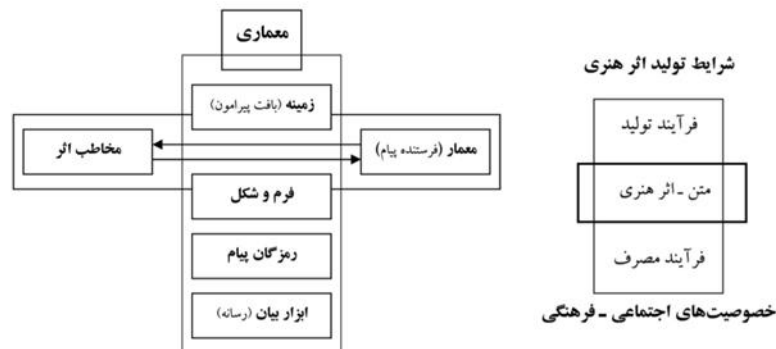 معماری
زمینه (بافت پیرامون)
معمار (فرستنده پیام)
مخاطب اثر
فرم و شکل
رمزگان پیام
ابزار بیان (رسانه)
شرایط تولید اثر هنری
فرآیند تولید
متن ـ اثر هنری
فرآیند مصرف
خصوصیت‌های اجتماعی ـ فرهنگی